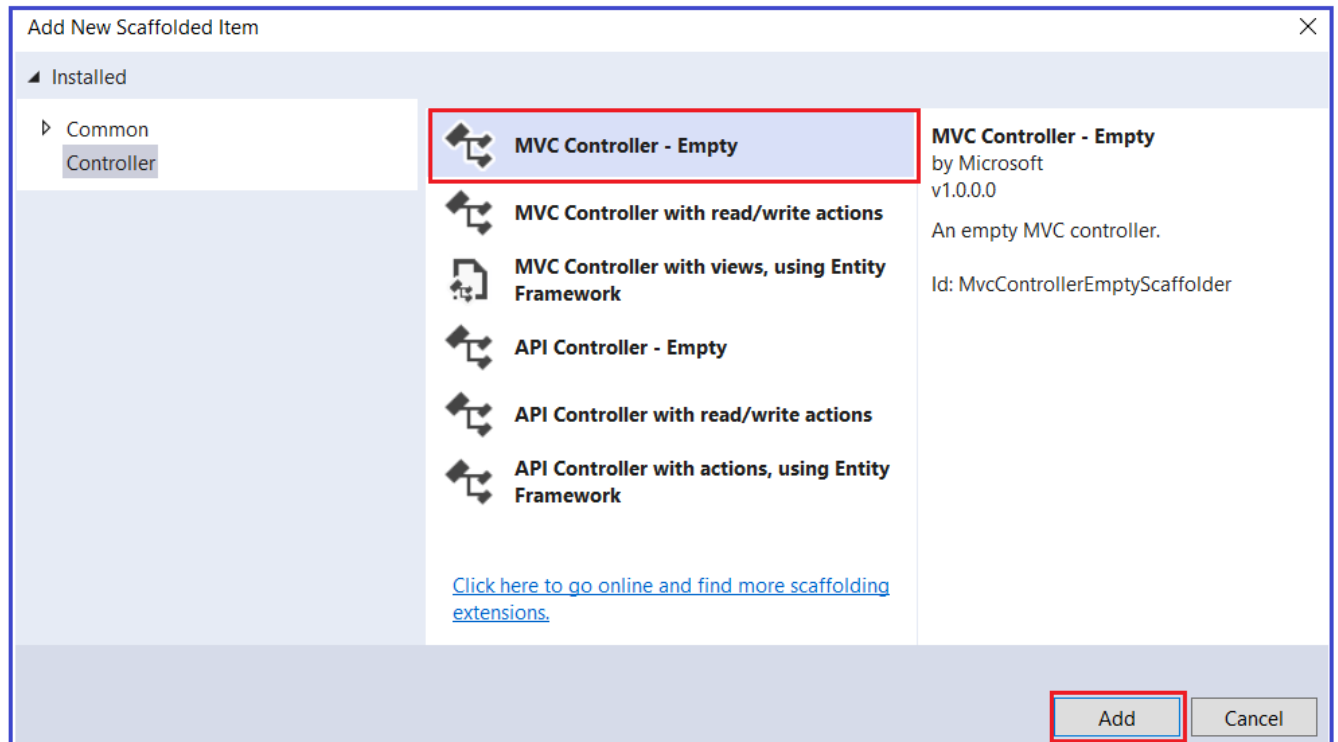 Add New Scaffolded Item
Installed
Common
Controller
MVC Controller - Empty
MVC Controller with read/write actions
MVC Controller with views, using Entity
Framework
API Controller - Empty
API Controller with read/write actions
API Controller with actions, using Entity
Framework
Click here to go online and find more scaffolding
extensions.
MVC Controller - Empty
by Microsoft
v1.0.0.0
An empty MVC controller.
Id: MvcControllerEmptyScaffolder
Add
Cancel